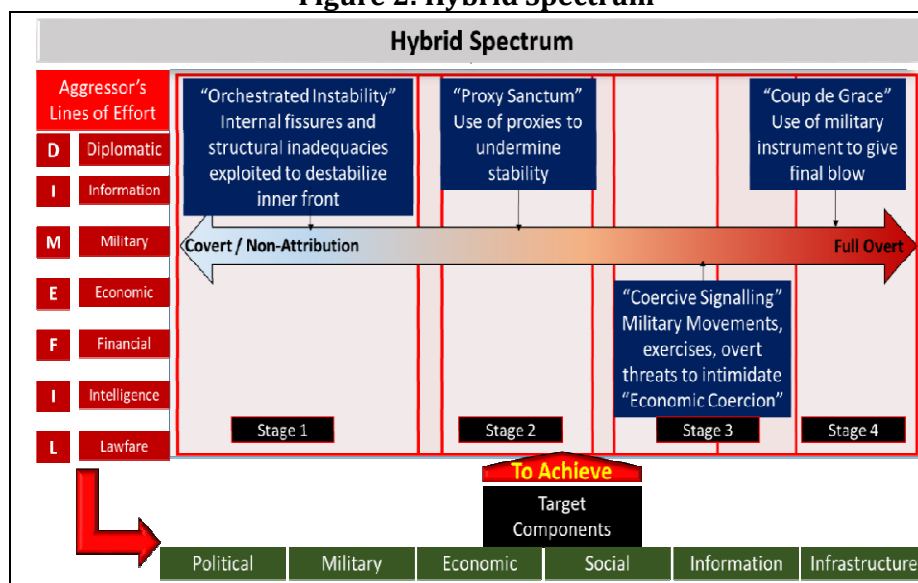 Figure 2: Hybrid Spectrum
Hybrid Spectrum
Aggressor's
Lines of Effort
D Diplomatic
I Information
M Military
E Economic
F Financial
I Intelligence
L Lawfare
"Orchestrated Instability"
Internal fissures and
structural inadequacies
exploited to destabilize
inner front
"Proxy Sanctum"
Use of proxies to
undermine
stability
"Coup de Grace"
Use of military
instrument to give
final blow
Covert / Non-Attribution
Full Overt
"Coercive Signalling"
Military Movements,
exercises, overt
threats to intimidate
"Economic Coercion"
Stage 1
Stage 2
Stage 3
Stage 4
To Achieve
Target
Components
Political
Military
Economic
Social
Information
Infrastructure